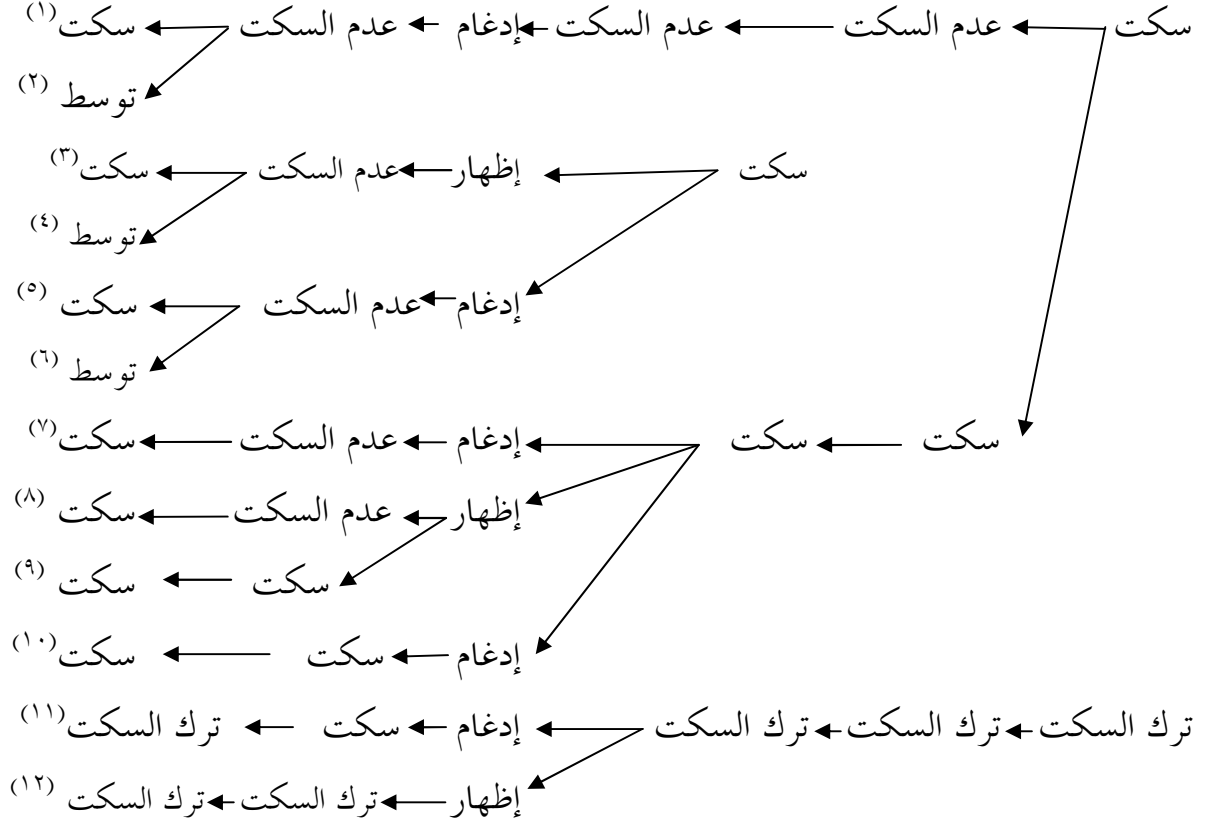 سكت عدم السكت عدم السكت إدغام عدم السكت سكت(١)
توسط (٢)
سكت إظهار عدم السكت سكت(٣)
توسط (٤)
إدغام عدم السكت سكت (٥)
توسط (٦)
سكت سكت إدغام عدم السكت سكت(٧)
إظهار عدم السكت سكت (٨)
سكت سكت (٩)
إدغام سكت سكت(١٠)
ترك السكت ترك السكت ترك السكت إدغام سكت ترك السكت(١١)
إظهار ترك السكت ترك السكت (١٢)